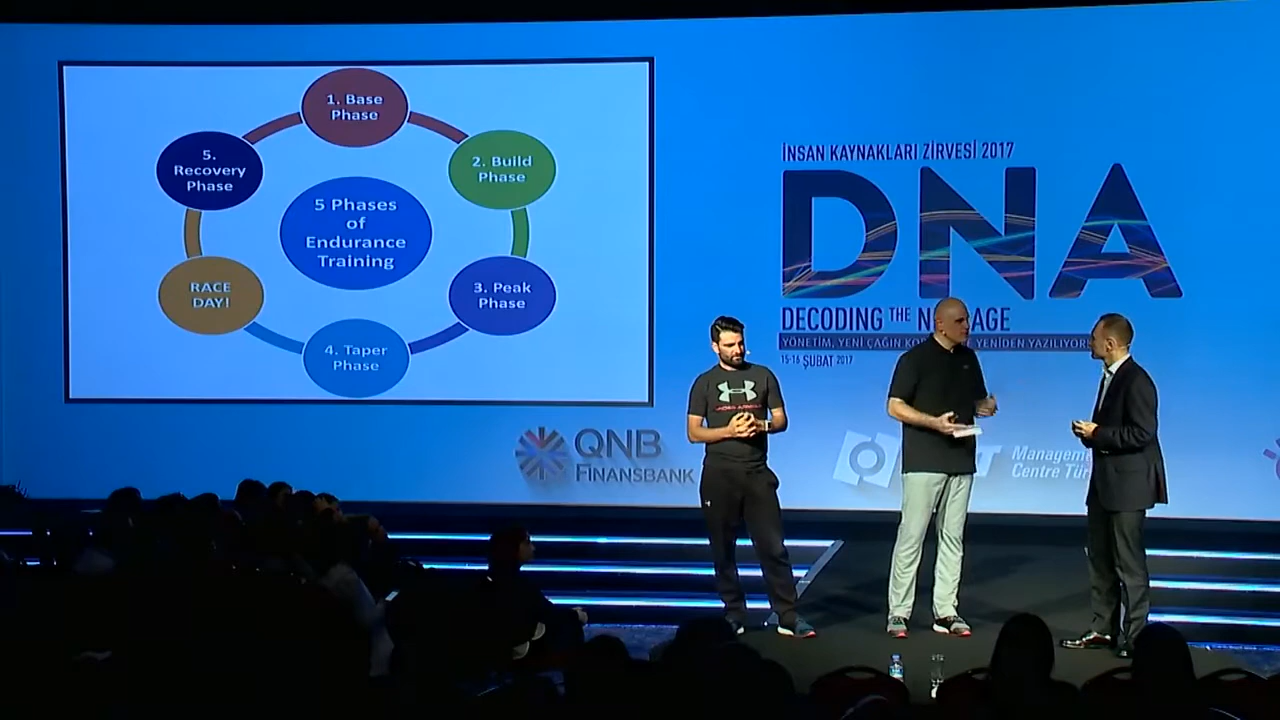 1. Base
Phase
2. Build
Phase
3. Peak
Phase
4. Taper
Phase
RACE
DAY!
5.
Recovery
Phase
5 Phases
of
Endurance
Training
İNSAN KAYNAKLARI ZİRVESİ 2017
DNA
DECODING THE N AGE
YÖNETİM, YENİ ÇAĞIN YENİDEN YAZILIYOR
15-16 ŞUBAT 2017
QNB
FINANSBANK
Centre